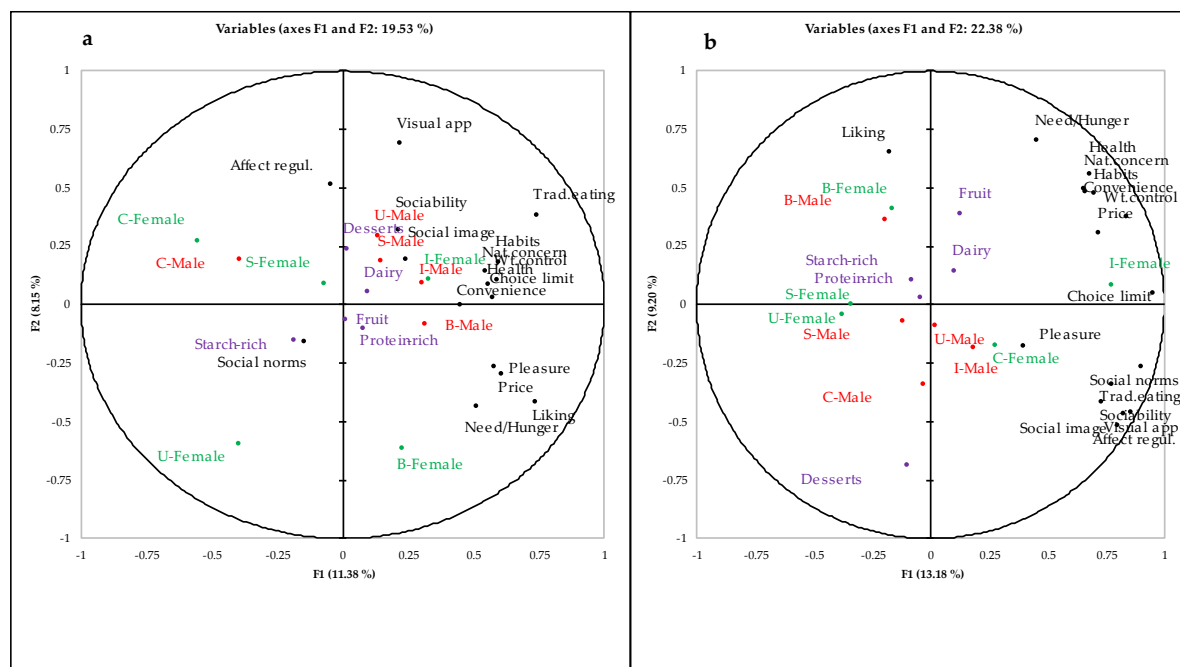 a
Variables (axes F1 and F2: 19.53 %)
1
0.75
0.5
0.25
0
-0.25
-0.5
-0.75
-1
F2 (8.15 %)
Visual app
Affect regul.
Trad.eating
Sociability
U-Male
C-Female
Desserts
Social image
S-Male
Habits
Nat.concern
C-Male
S-Female
I-Female
Wt.control
Dairy
I-Male
Health
Choice limit
Convenience
Fruit
B-Male
Protein-rich
Starch-rich
Social norms
Pleasure
Price
Liking
Need/Hunger
U-Female
B-Female
-1
-0.75
-0.5
-0.25
0
0.25
0.5
0.75
1
F1 (11.38 %)
b
Variables (axes F1 and F2: 22.38 %)
1
0.75
0.5
0.25
0
-0.25
-0.5
-0.75
-1
F2 (9.20 %)
Need/Hunger
Liking
Health
Nat.concern
B-Female
Habits
Convenience
B-Male
Fruit
Wt.control
Price
Dairy
Starch-rich
I-Female
Protein-rich
S-Female
Choice limit
U-Female
S-Male
U-Male
Pleasure
C-Female
I-Male
Social norms
C-Male
Trad.eating
Sociability
Social image
Visual app
Affect regul.
Desserts
-1
-0.75
-0.5
-0.25
0
0.25
0.5
0.75
1
F1 (13.18 %)